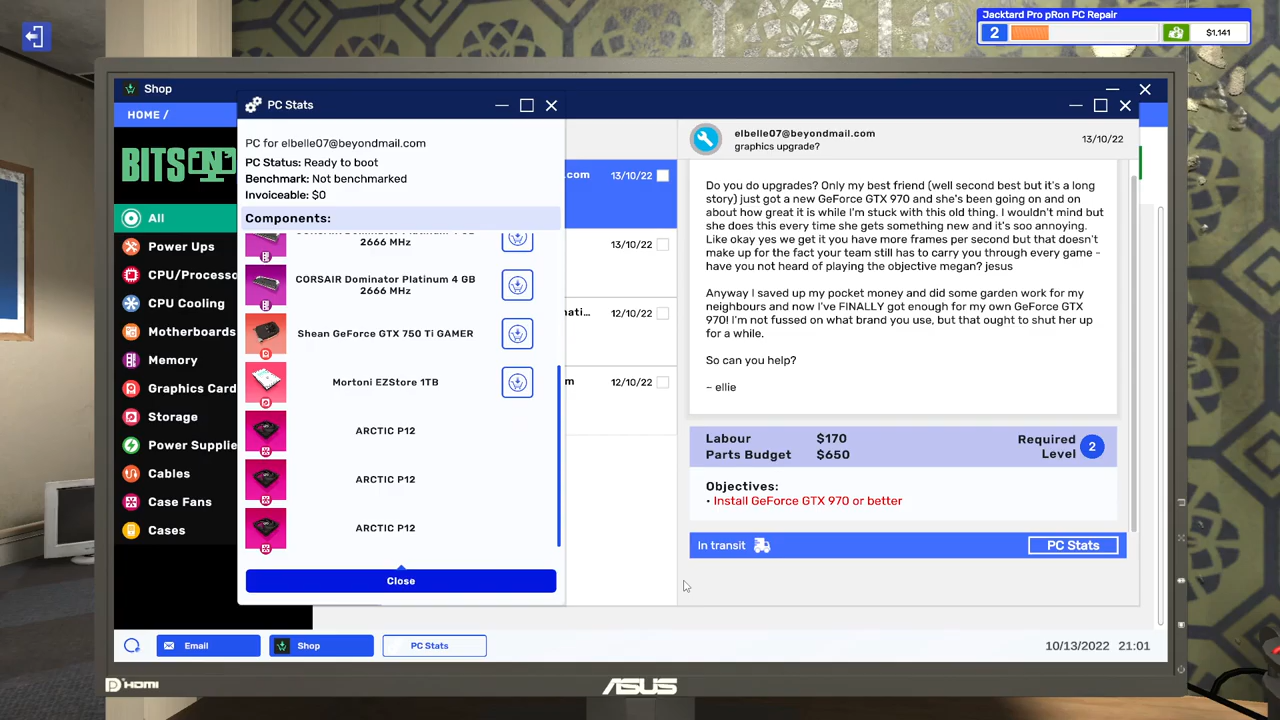 Jacktard Pro pRon PC Repair
2
$1,141
Shop
HOME /
BITS
All
Power Ups
CPU/Processo
CPU Cooling
Motherboards
Memory
Graphics Card
Storage
Power Supplie
Cables
Case Fans
Cases
PC Stats
PC for elbelle07@beyondmail.com
PC Status: Ready to boot
Benchmark: Not benchmarked
Invoiceable: $0
Components:
2666 MHz
CORSAIR Dominator Platinum 4 GB
2666 MHz
Shean GeForce GTX 750 Ti GAMER
Mortoni EZStore 1TB
ARCTIC P12
ARCTIC P12
ARCTIC P12
Close
.com 13/10/22
13/10/22
nati... 12/10/22
m 12/10/22
elbelle07@beyondmail.com
graphics upgrade?
13/10/22
Do you do upgrades? Only my best friend (well second best but it's a long
story) just got a new GeForce GTX 970 and she's been going on and on
about how great it is while I'm stuck with this old thing. I wouldn't mind but
she does this every time she gets something new and it's soo annoying.
Like okay yes we get it you have more frames per second but that doesn't
make up for the fact your team still has to carry you through every game -
have you not heard of playing the objective megan? jesus
Anyway I saved up my pocket money and did some garden work for my
neighbours and now I've FINALLY got enough for my own GeForce GTX
970! I'm not fussed on what brand you use, but that ought to shut her up
for a while.
So can you help?
- ellie
Labour $170
Parts Budget $650
Required
Level 2
Objectives:
• Install GeForce GTX 970 or better
In transit
PC Stats
Email
Shop
PC Stats
10/13/2022 21:01
HDMI
ASUS